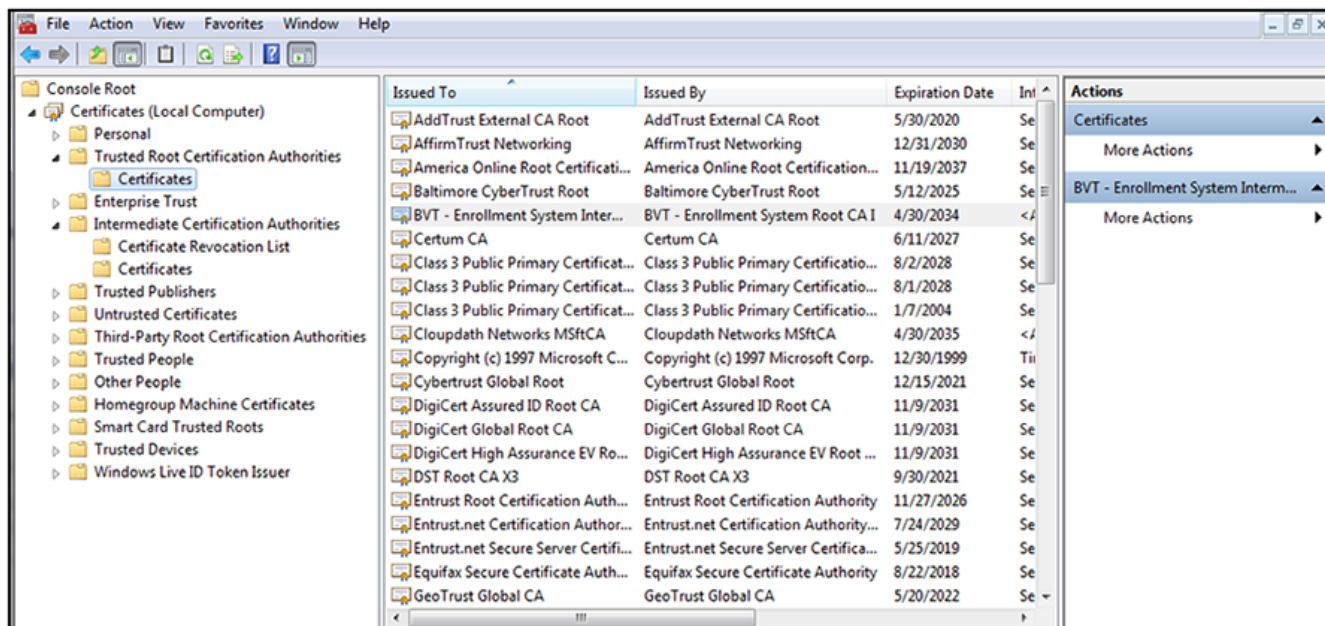 File Action View Favorites Window Help
Console Root
Certificates (Local Computer)
Personal
Trusted Root Certification Authorities
Certificates
Enterprise Trust
Intermediate Certification Authorities
Certificate Revocation List
Certificates
Trusted Publishers
Untrusted Certificates
Third-Party Root Certification Authorities
Trusted People
Other People
Homegroup Machine Certificates
Smart Card Trusted Roots
Trusted Devices
Windows Live ID Token Issuer
Issued To Issued By Expiration Date Int
AddTrust External CA Root AddTrust External CA Root 5/30/2020 Se
AffirmTrust Networking AffirmTrust Networking 12/31/2030 Se
America Online Root Certificati... America Online Root Certification... 11/19/2037 Se
Baltimore CyberTrust Root Baltimore CyberTrust Root 5/12/2025 Se
BVT - Enrollment System Inter... BVT - Enrollment System Root CA I 4/30/2034 <A
Certum CA Certum CA 6/11/2027 Se
Class 3 Public Primary Certificat... Class 3 Public Primary Certificatio... 8/2/2028 Se
Class 3 Public Primary Certificat... Class 3 Public Primary Certificatio... 8/1/2028 Se
Class 3 Public Primary Certificat... Class 3 Public Primary Certificatio... 1/7/2004 Se
Cloupdath Networks MSftCA Cloupdath Networks MSftCA 4/30/2035 <A
Copyright (c) 1997 Microsoft C... Copyright (c) 1997 Microsoft Corp. 12/30/1999 Ti
Cybertrust Global Root Cybertrust Global Root 12/15/2021 Se
DigiCert Assured ID Root CA DigiCert Assured ID Root CA 11/9/2031 Se
DigiCert Global Root CA DigiCert Global Root CA 11/9/2031 Se
DigiCert High Assurance EV Ro... DigiCert High Assurance EV Root ... 11/9/2031 Se
DST Root CA X3 DST Root CA X3 9/30/2021 Se
Entrust Root Certification Auth... Entrust Root Certification Authority 11/27/2026 Se
Entrust.net Certification Author... Entrust.net Certification Authority... 7/24/2029 Se
Entrust.net Secure Server Certifi... Entrust.net Secure Server Certifica... 5/25/2019 Se
Equifax Secure Certificate Auth... Equifax Secure Certificate Authority 8/22/2018 Se
GeoTrust Global CA GeoTrust Global CA 5/20/2022 Se
Actions
Certificates
More Actions
BVT - Enrollment System Interm...
More Actions